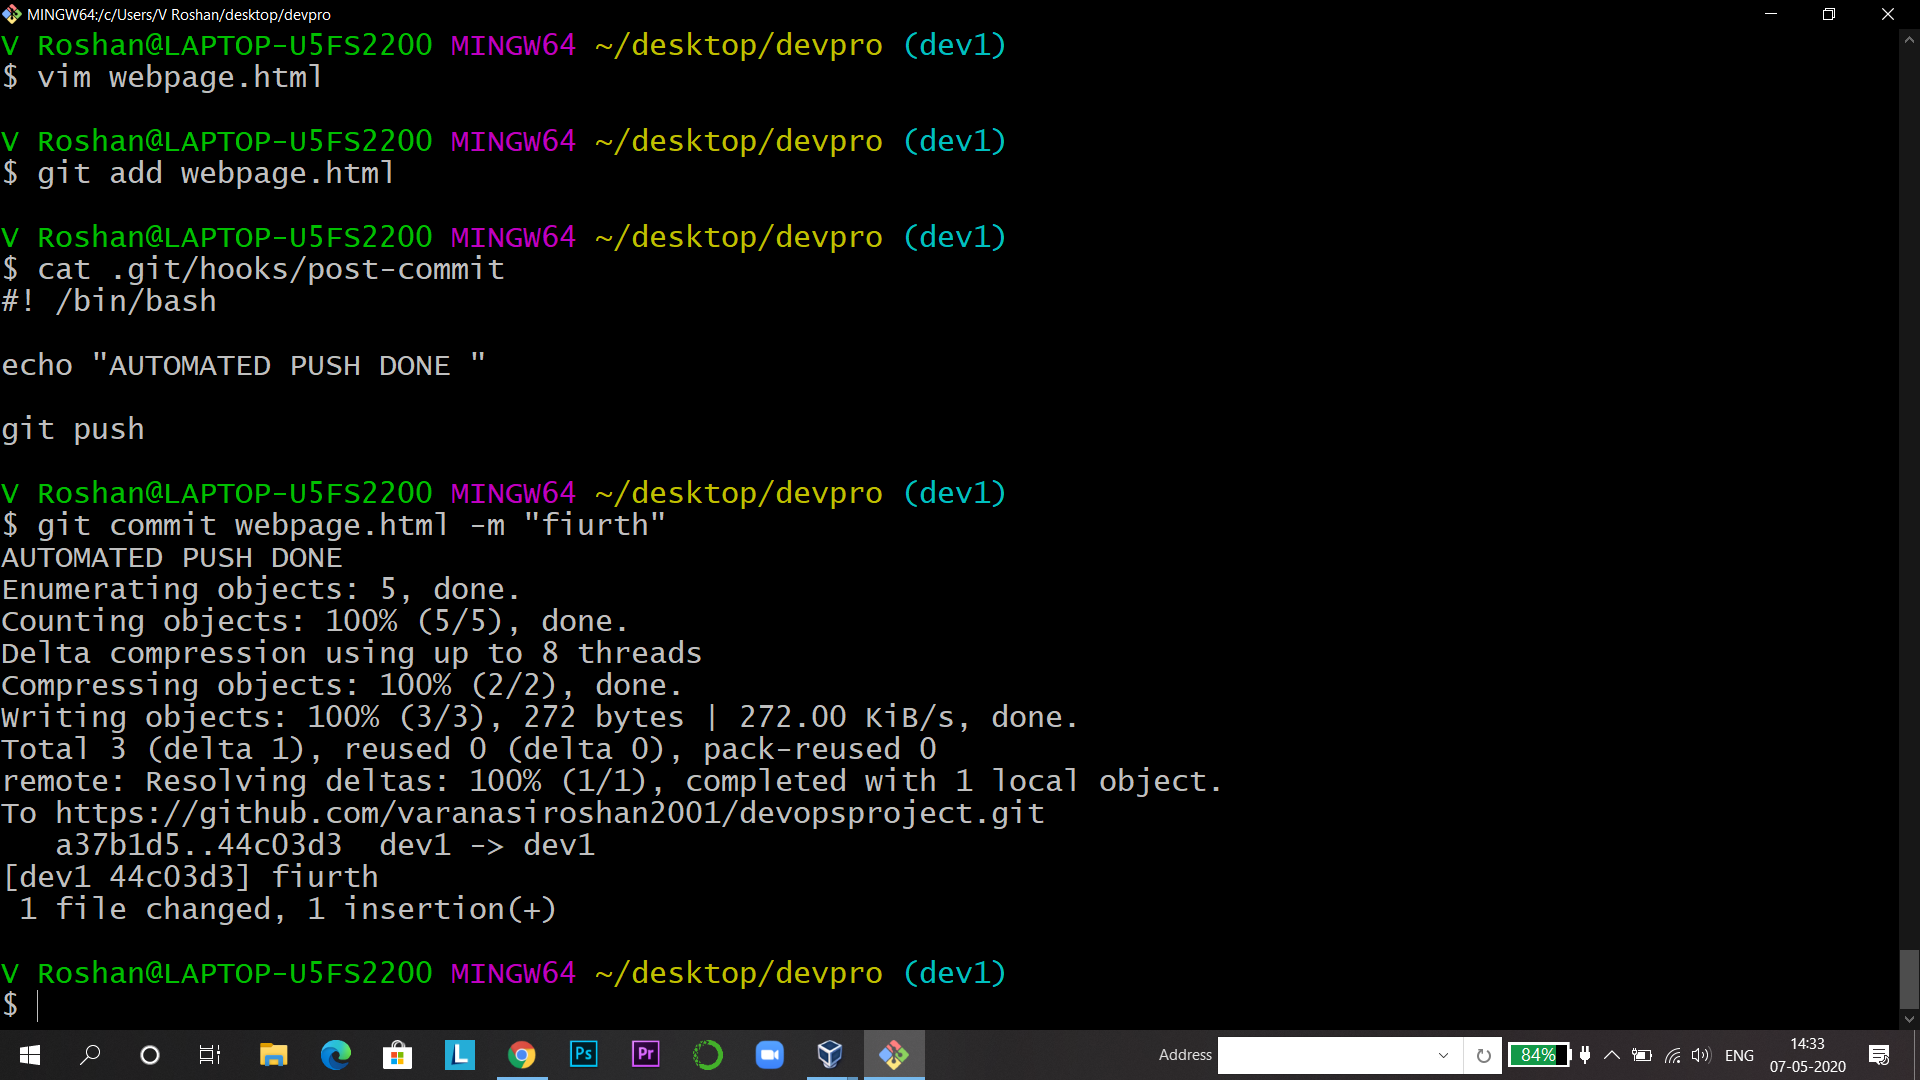 MINGW64:/c/Users/V Roshan/desktop/devpro
V Roshan@LAPTOP-U5FS2200 MINGW64 ~/desktop/devpro (dev1)
$ vim webpage.html
V Roshan@LAPTOP-U5FS2200 MINGW64 ~/desktop/devpro (dev1)
$ git add webpage.html
V Roshan@LAPTOP-U5FS2200 MINGW64 ~/desktop/devpro (dev1)
$ cat .git/hooks/post-commit
#! /bin/bash
echo "AUTOMATED PUSH DONE "
git push
V Roshan@LAPTOP-U5FS2200 MINGW64 ~/desktop/devpro (dev1)
$ git commit webpage.html -m "fiurth"
AUTOMATED PUSH DONE
Enumerating objects: 5, done.
Counting objects: 100% (5/5), done.
Delta compression using up to 8 threads
Compressing objects: 100% (2/2), done.
Writing objects: 100% (3/3), 272 bytes | 272.00 KiB/s, done.
Total 3 (delta 1), reused 0 (delta 0), pack-reused 0
remote: Resolving deltas: 100% (1/1), completed with 1 local object.
To https://github.com/varanasiroshan2001/devopsproject.git
   a37b1d5..44c03d3  dev1 -> dev1
[dev1 44c03d3] fiurth
 1 file changed, 1 insertion(+)
V Roshan@LAPTOP-U5FS2200 MINGW64 ~/desktop/devpro (dev1)
$
L
Ps
Pr
Address
84%
ENG
14:33
07-05-2020